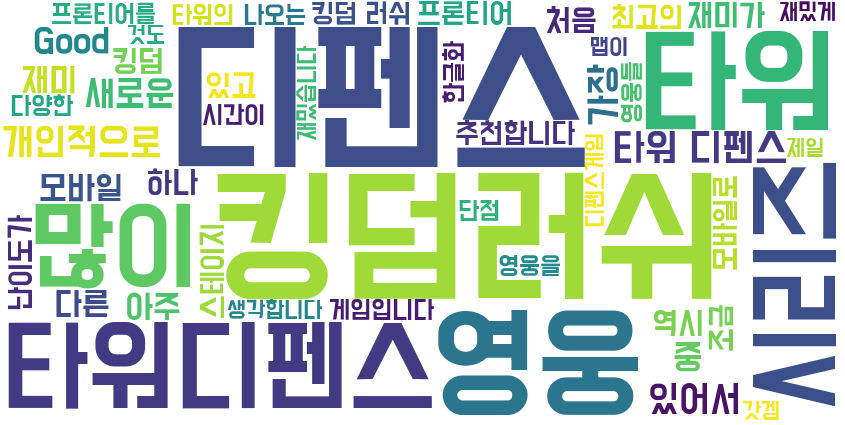 프론티어를
타워의
나오는
킹덤 러쉬
프론티어
처음
최고의
재미가
재밌게
Good
것도
디펜스
타워
맵이
재미
킹덤
새로운
있고
재밌습니다
한글화
가장
영웅들
다양한
시간이
개인적으로
추천합니다
디펜스게임
타워 디펜스
제일
모바일
하나
킹덤러쉬
단점
모바일로
시리즈
많이
난이도가
스테이지
영웅을
다른
아주
생각합니다
게임입니다
역시
조금
중
타워디펜스
영웅
있어서
갓겜